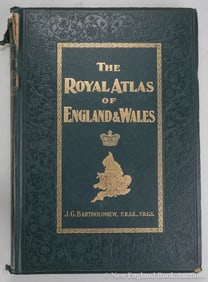 THE
ROYAL ATLAS
OF
ENGLAND & WALES
J.G. BARTHOLOMEW, F.R.S.E., F.R.G.S.
© New England Book Auctions